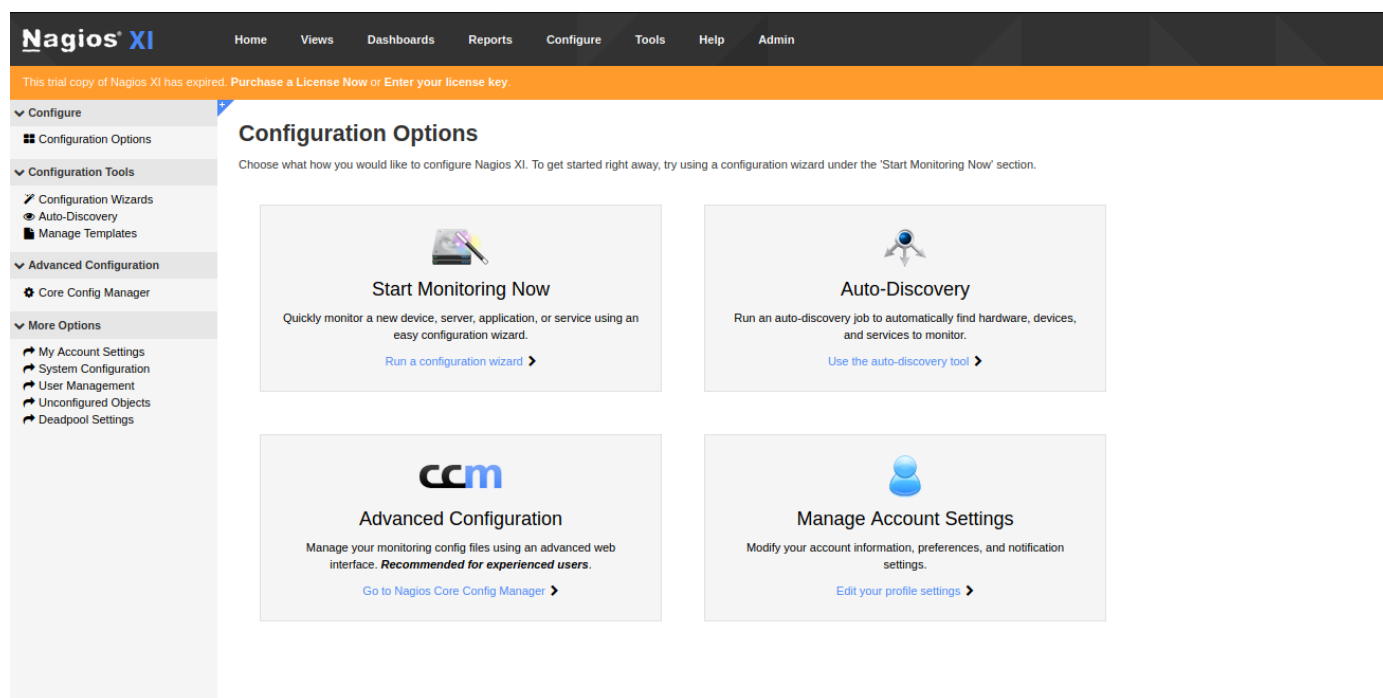 Nagios® XI
Home Views Dashboards Reports Configure Tools Help Admin
This trial copy of Nagios XI has expired. Purchase a License Now or Enter your license key.
Configure
Configuration Options
Configuration Tools
Configuration Wizards
Auto-Discovery
Manage Templates
Advanced Configuration
Core Config Manager
More Options
My Account Settings
System Configuration
User Management
Unconfigured Objects
Deadpool Settings
Configuration Options
Choose what how you would like to configure Nagios XI. To get started right away, try using a configuration wizard under the 'Start Monitoring Now' section.
Start Monitoring Now
Quickly monitor a new device, server, application, or service using an
easy configuration wizard.
Run a configuration wizard
Auto-Discovery
Run an auto-discovery job to automatically find hardware, devices,
and services to monitor.
Use the auto-discovery tool
ccm
Advanced Configuration
Manage your monitoring config files using an advanced web
interface. Recommended for experienced users.
Go to Nagios Core Config Manager
Manage Account Settings
Modify your account information, preferences, and notification
settings.
Edit your profile settings